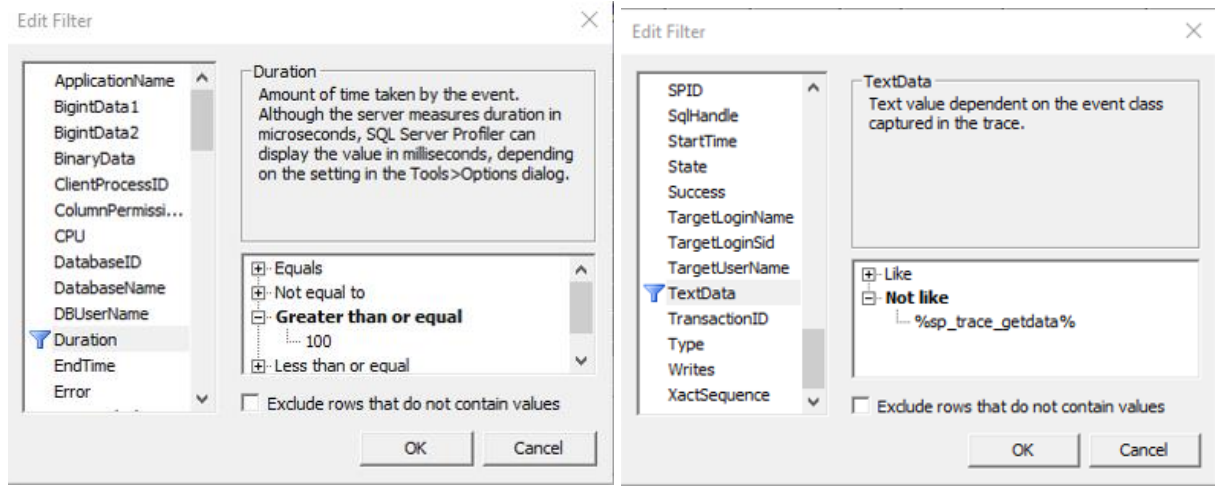 Edit Filter
ApplicationName
BigintData1
BigintData2
BinaryData
ClientProcessID
ColumnPermissi...
CPU
DatabaseID
DatabaseName
DBUserName
Duration
EndTime
Error
Duration
Amount of time taken by the event.
Although the server measures duration in
microseconds, SQL Server Profiler can
display the value in milliseconds, depending
on the setting in the Tools>Options dialog.
Equals
Not equal to
Greater than or equal
100
Less than or equal
Exclude rows that do not contain values
OK
Cancel
Edit Filter
SPID
SqlHandle
StartTime
State
Success
TargetLoginName
TargetLoginSid
TargetUserName
TextData
TransactionID
Type
Writes
XactSequence
TextData
Text value dependent on the event class
captured in the trace.
Like
Not like
%sp_trace_getdata%
Exclude rows that do not contain values
OK
Cancel